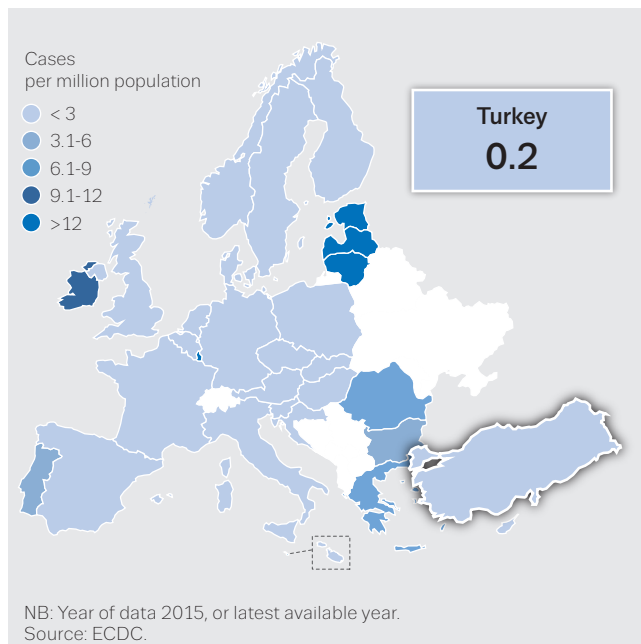 Cases
per million population
< 3
3.1-6
6.1-9
9.1-12
>12
Turkey
0.2
NB: Year of data 2015, or latest available year.
Source: ECDC.